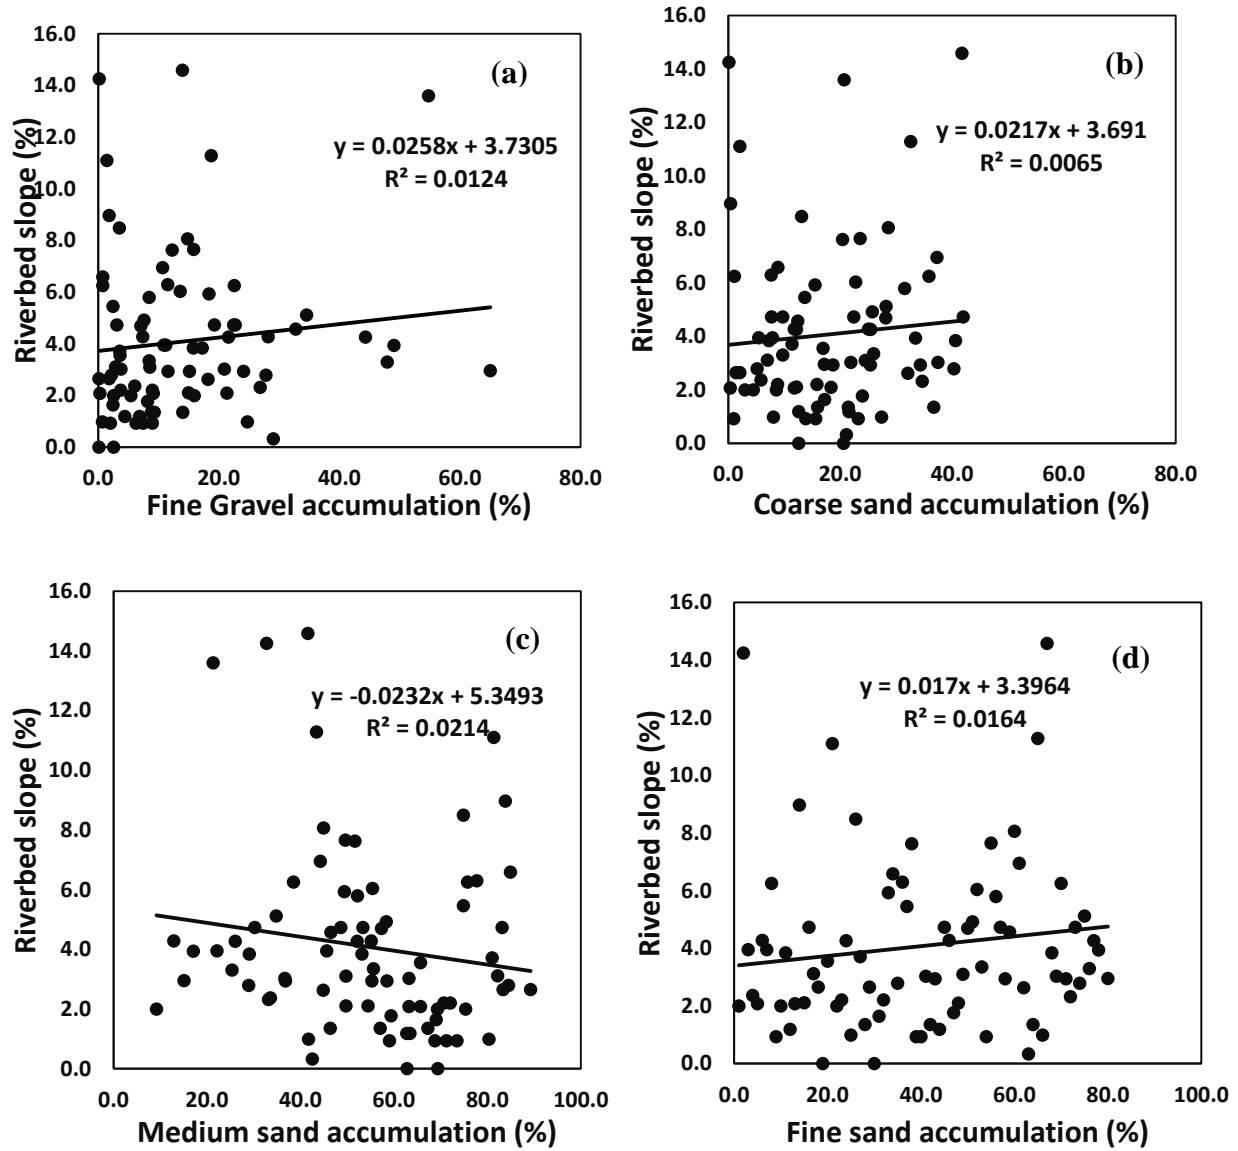 16.0
14.0
12.0
10.0
8.0
6.0
4.0
2.0
0.0
Riverbed slope (%)
(a)
y = 0.0258x + 3.7305
R² = 0.0124
0.0 20.0 40.0 60.0 80.0
Fine Gravel accumulation (%)
16.0
14.0
12.0
10.0
8.0
6.0
4.0
2.0
0.0
Riverbed slope (%)
(b)
y = 0.0217x + 3.691
R² = 0.0065
0.0 20.0 40.0 60.0 80.0
Coarse sand accumulation (%)
16.0
14.0
12.0
10.0
8.0
6.0
4.0
2.0
0.0
Riverbed slope (%)
(c)
y = -0.0232x + 5.3493
R² = 0.0214
0.0 20.0 40.0 60.0 80.0 100.0
Medium sand accumulation (%)
16.0
14.0
12.0
10.0
8.0
6.0
4.0
2.0
0.0
Riverbed slope (%)
(d)
y = 0.017x + 3.3964
R² = 0.0164
0.0 20.0 40.0 60.0 80.0 100.0
Fine sand accumulation (%)